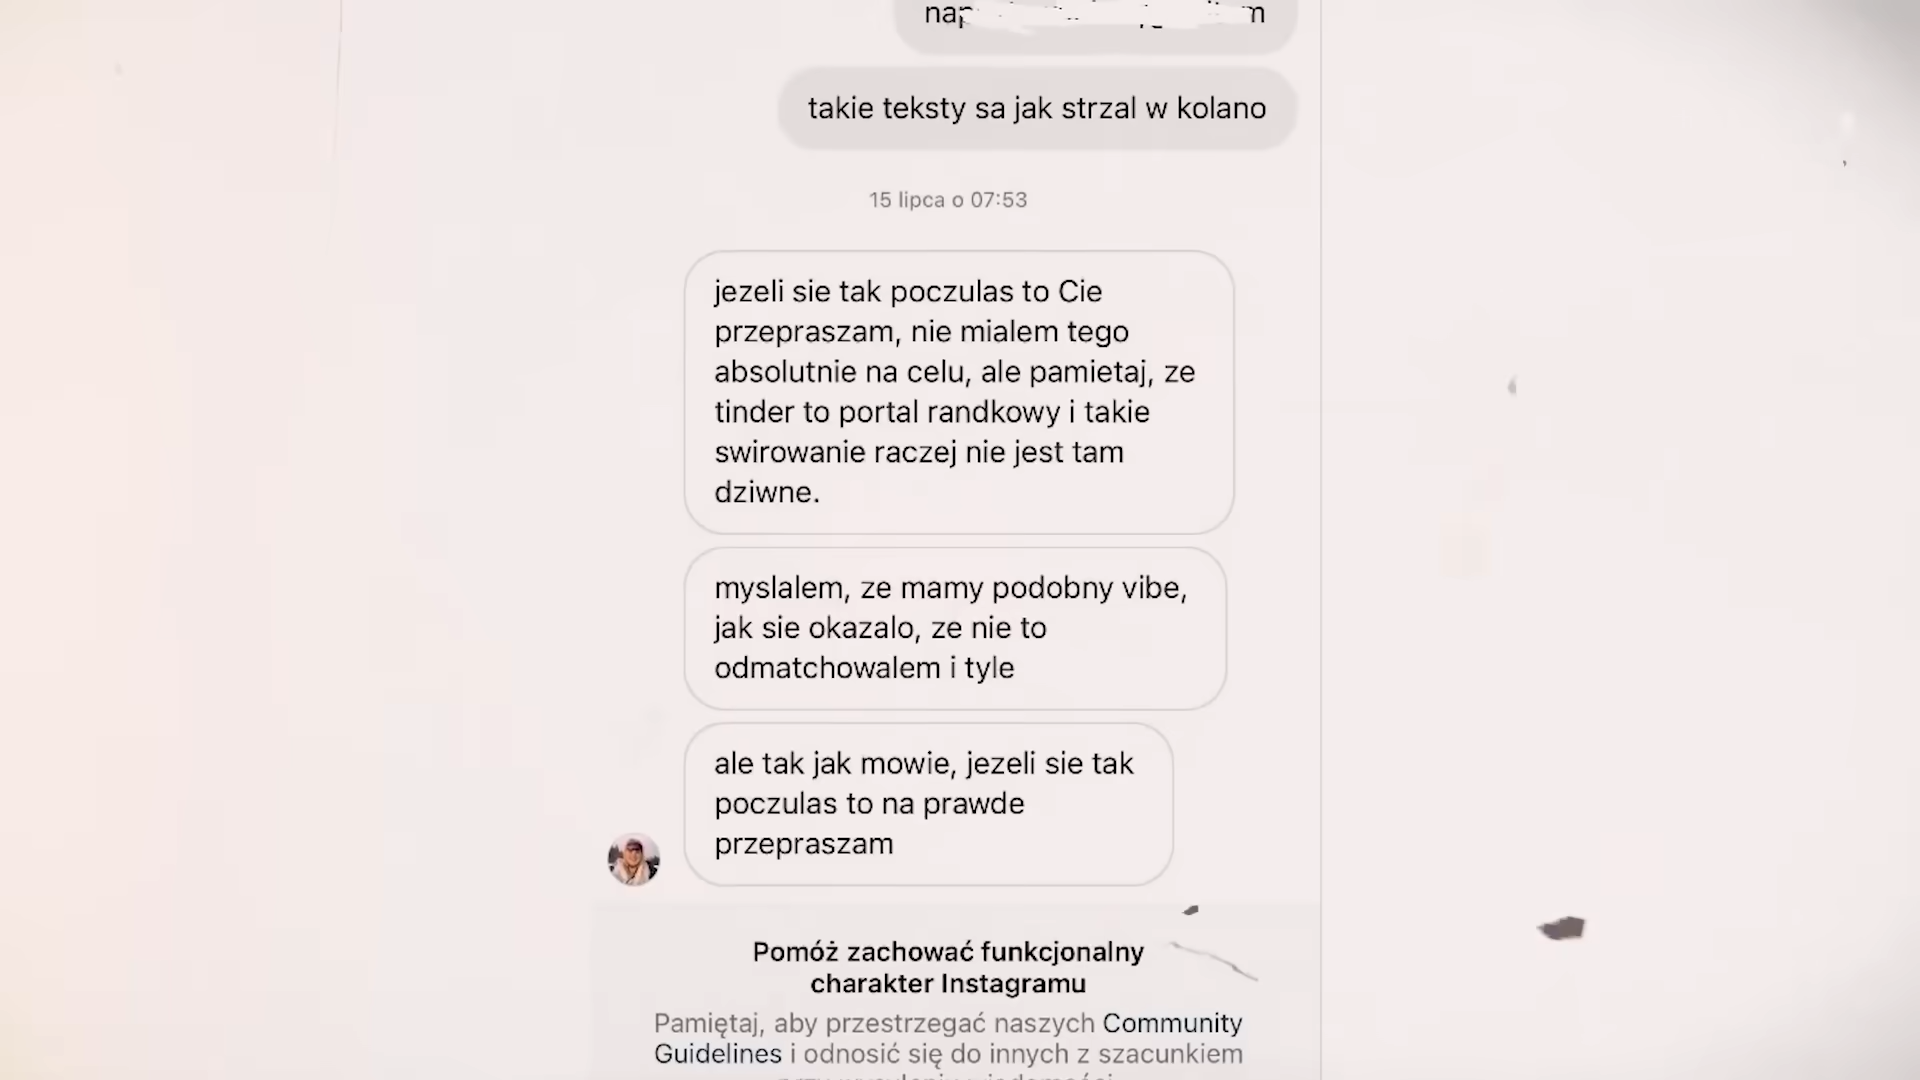 takie teksty sa jak strzal w kolano
15 lipca o 07:53
jezeli sie tak poczulas to Cie
przepraszam, nie mialem tego
absolutnie na celu, ale pamietaj, ze
tinder to portal randkowy i takie
swirowanie raczej nie jest tam
dziwne.
myslalem, ze mamy podobny vibe,
jak sie okazalo, ze nie to
odmatchowalem i tyle
ale tak jak mowie, jezeli sie tak
poczulas to na prawde
przepraszam
Pomóż zachować funkcjonalny
charakter Instagramu
Pamiętaj, aby przestrzegać naszych Community
Guidelines i odnosić się do innych z szacunkiem